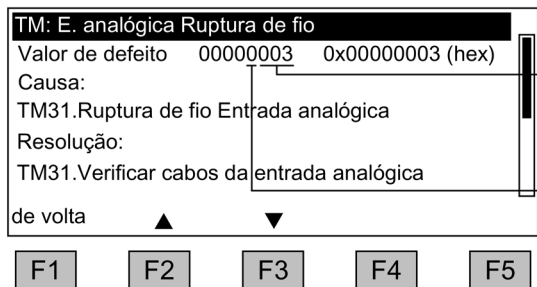 TM: E. analógica Ruptura de fio
Valor de defeito 00000003 0x00000003 (hex)
Causa:
TM31.Ruptura de fio Entrada analógica
Resolução:
TM31.Verificar cabos da entrada analógica
de volta
F1 F2 F3 F4 F5